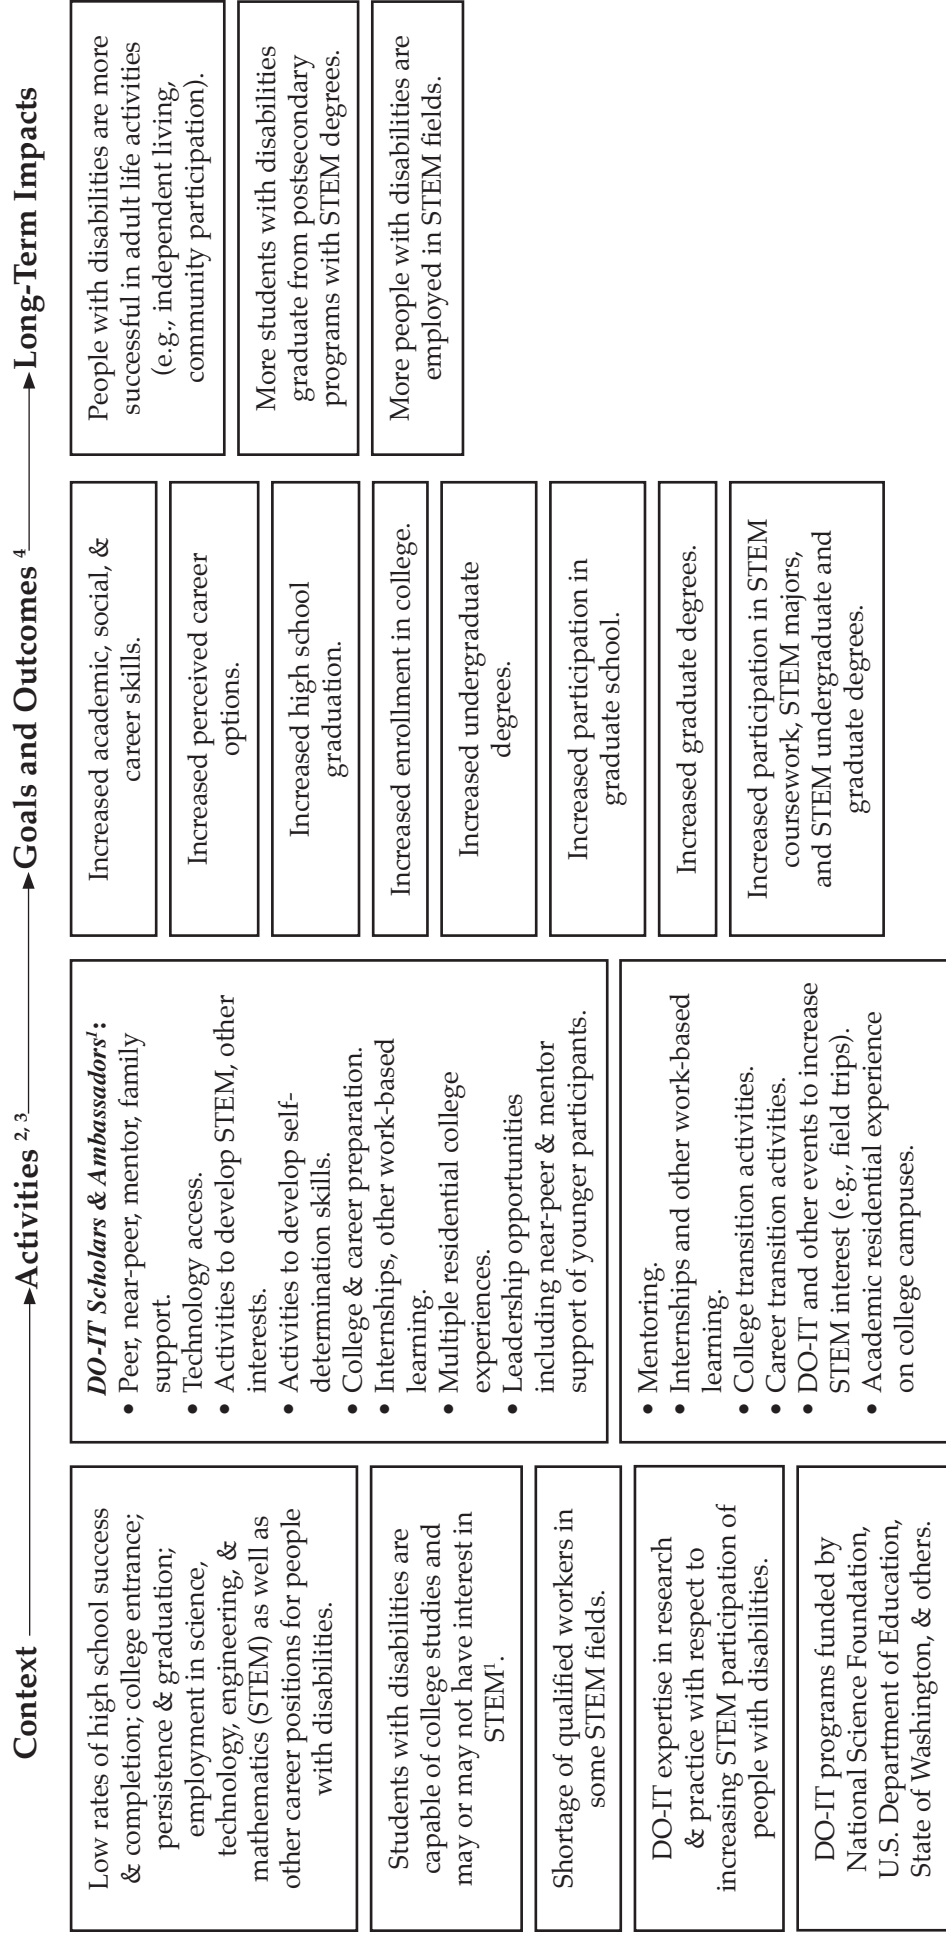 Context
Activities 2, 3
Goals and Outcomes 4
Long-Term Impacts
Low rates of high school success
& completion; college entrance;
persistence & graduation;
employment in science,
technology, engineering, &
mathematics (STEM) as well as
other career positions for people
with disabilities.
Students with disabilities are
capable of college studies and
may or may not have interest in
STEM1.
Shortage of qualified workers in
some STEM fields.
DO-IT expertise in research
& practice with respect to
increasing STEM participation of
people with disabilities.
DO-IT programs funded by
National Science Foundation,
U.S. Department of Education,
State of Washington, & others.
DO-IT Scholars & Ambassadors1:
• Peer, near-peer, mentor, family
support.
• Technology access.
• Activities to develop STEM, other
interests.
• Activities to develop self-
determination skills.
• College & career preparation.
• Internships, other work-based
learning.
• Multiple residential college
experiences.
• Leadership opportunities
including near-peer & mentor
support of younger participants.
• Mentoring.
• Internships and other work-based
learning.
• College transition activities.
• Career transition activities.
• DO-IT and other events to increase
STEM interest (e.g., field trips).
• Academic residential experience
on college campuses.
Increased academic, social, &
career skills.
Increased perceived career
options.
Increased high school
graduation.
Increased enrollment in college.
Increased undergraduate
degrees.
Increased participation in
graduate school.
Increased graduate degrees.
Increased participation in STEM
coursework, STEM majors,
and STEM undergraduate and
graduate degrees.
People with disabilities are more
successful in adult life activities
(e.g., independent living,
community participation).
More students with disabilities
graduate from postsecondary
programs with STEM degrees.
More people with disabilities are
employed in STEM fields.